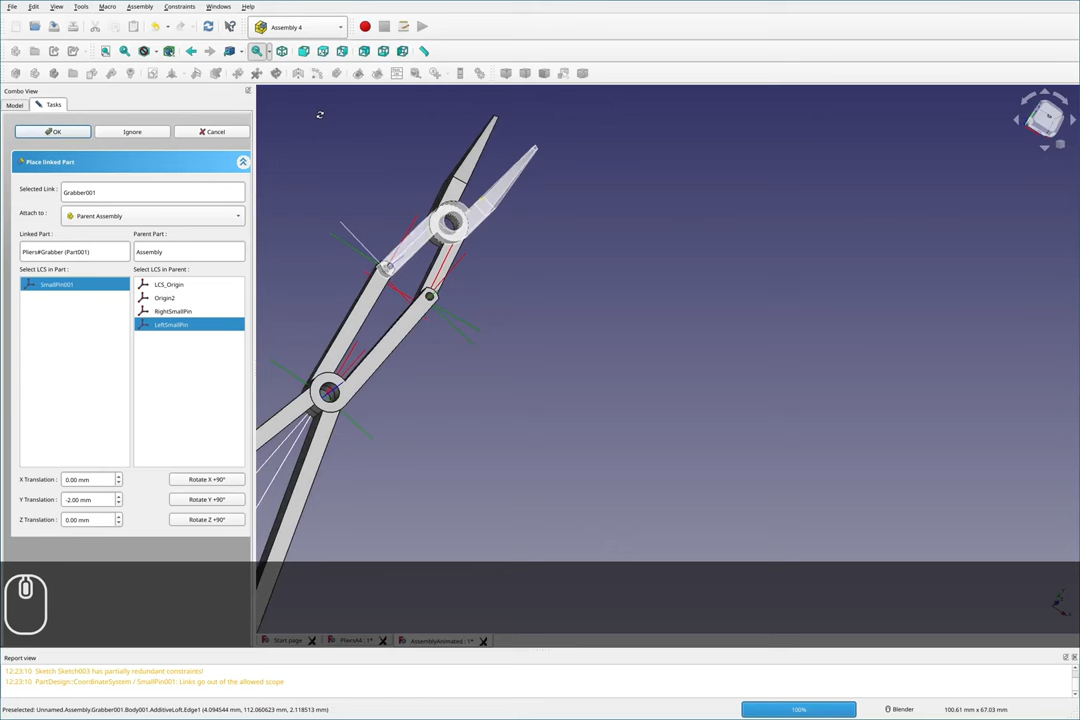 File Edit View Tools Macro Assembly Constraints Windows Help
Assembly 4
Combo View
Model Tasks
OK Ignore Cancel
Place linked Part
Selected Link : Grabber001
Attach to : Parent Assembly
Linked Part: Parent Part:
Pliers#Grabber (Part001) Assembly
Select LCS in Part: Select LCS in Parent:
SmallPin001 LCS_Origin
Origin2
RightSmallPin
LeftSmallPin
X Translation : 0.00 mm Rotate X +90°
Y Translation : -2.00 mm Rotate Y +90°
Z Translation : 0.00 mm Rotate Z +90°
Start page PliersA4 : 1* AssemblyAnimated : 1*
Report view
12:23:10 Sketch Sketch003 has partially redundant constraints!
12:23:10 PartDesign::CoordinateSystem / SmallPin001: Links go out of the allowed scope
Preselected: Unnamed.Assembly.Grabber001.Body001.AdditiveLoft.Edge1 (4.094544 mm, 112.060623 mm, 2.118513 mm) 100% Blender 100.61 mm x 67.03 mm